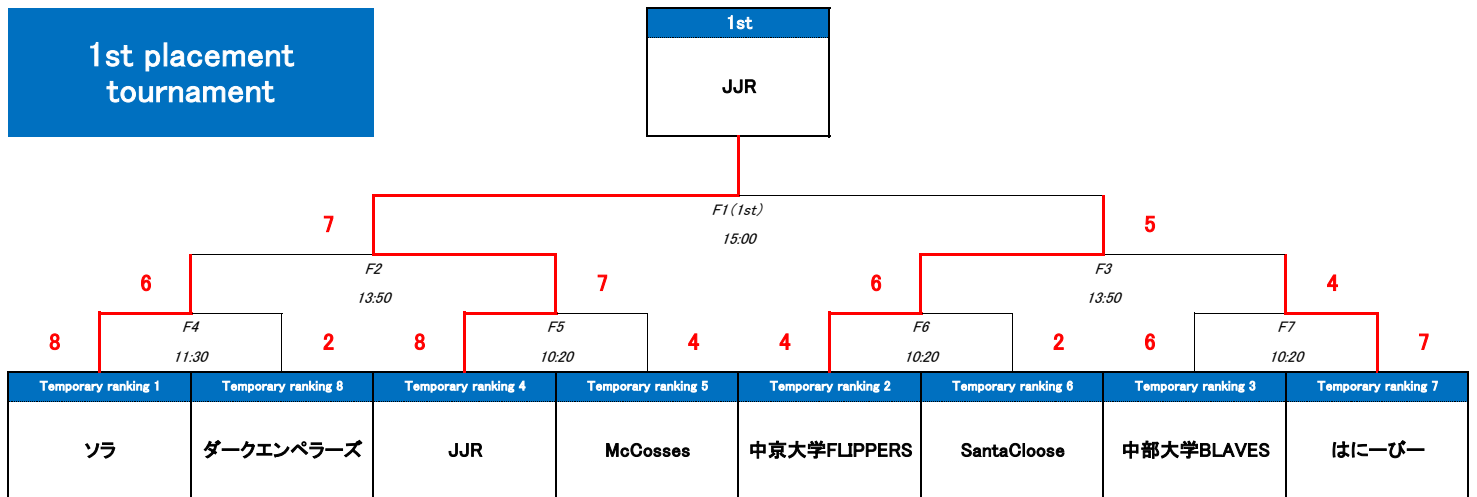 1st placement
tournament
1st
JJR
F1(1st)
7
5
15:00
F2
F3
6
7
6
4
13:50
13:50
F4
F5
F6
F7
8
2
8
4
4
2
6
7
11:30
10:20
10:20
10:20
Temporary ranking 1
Temporary ranking 8
Temporary ranking 4
Temporary ranking 5
Temporary ranking 2
Temporary ranking 6
Temporary ranking 3
Temporary ranking 7
ソラ
ダークエンペラーズ
JJR
McCosses
中京大学FLIPPERS
SantaCloose
中部大学BLAVES
はにーびー